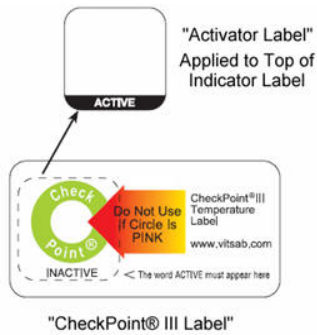 "Activator Label"
Applied to Top of
Indicator Label
ACTIVE
Check
Point®
INACTIVE
Do Not Use
if Circle Is
PINK
CheckPoint®III
Temperature
Label
www.vitsab.com
< The word ACTIVE must appear here
"CheckPoint® III Label"